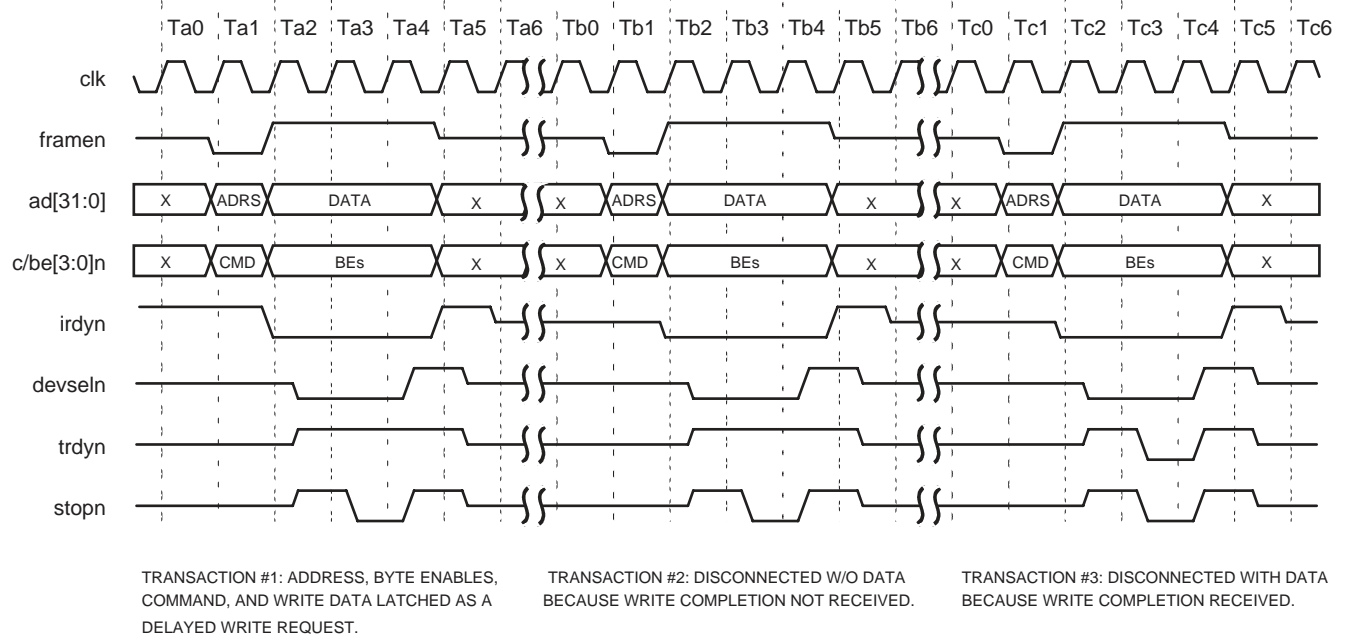 Ta0 Ta1 Ta2 Ta3 Ta4 Ta5 Ta6 Tb0 Tb1 Tb2 Tb3 Tb4 Tb5 Tb6 Tc0 Tc1 Tc2 Tc3 Tc4 Tc5 Tc6
clk
framen
ad[31:0] X ADRS DATA X X ADRS DATA X X ADRS DATA X
c/be[3:0]n X CMD BEs X X CMD BEs X X CMD BEs X
irdyn
devseln
trdyn
stopn
TRANSACTION #1: ADDRESS, BYTE ENABLES,
COMMAND, AND WRITE DATA LATCHED AS A
DELAYED WRITE REQUEST.
TRANSACTION #2: DISCONNECTED W/O DATA
BECAUSE WRITE COMPLETION NOT RECEIVED.
TRANSACTION #3: DISCONNECTED WITH DATA
BECAUSE WRITE COMPLETION RECEIVED.